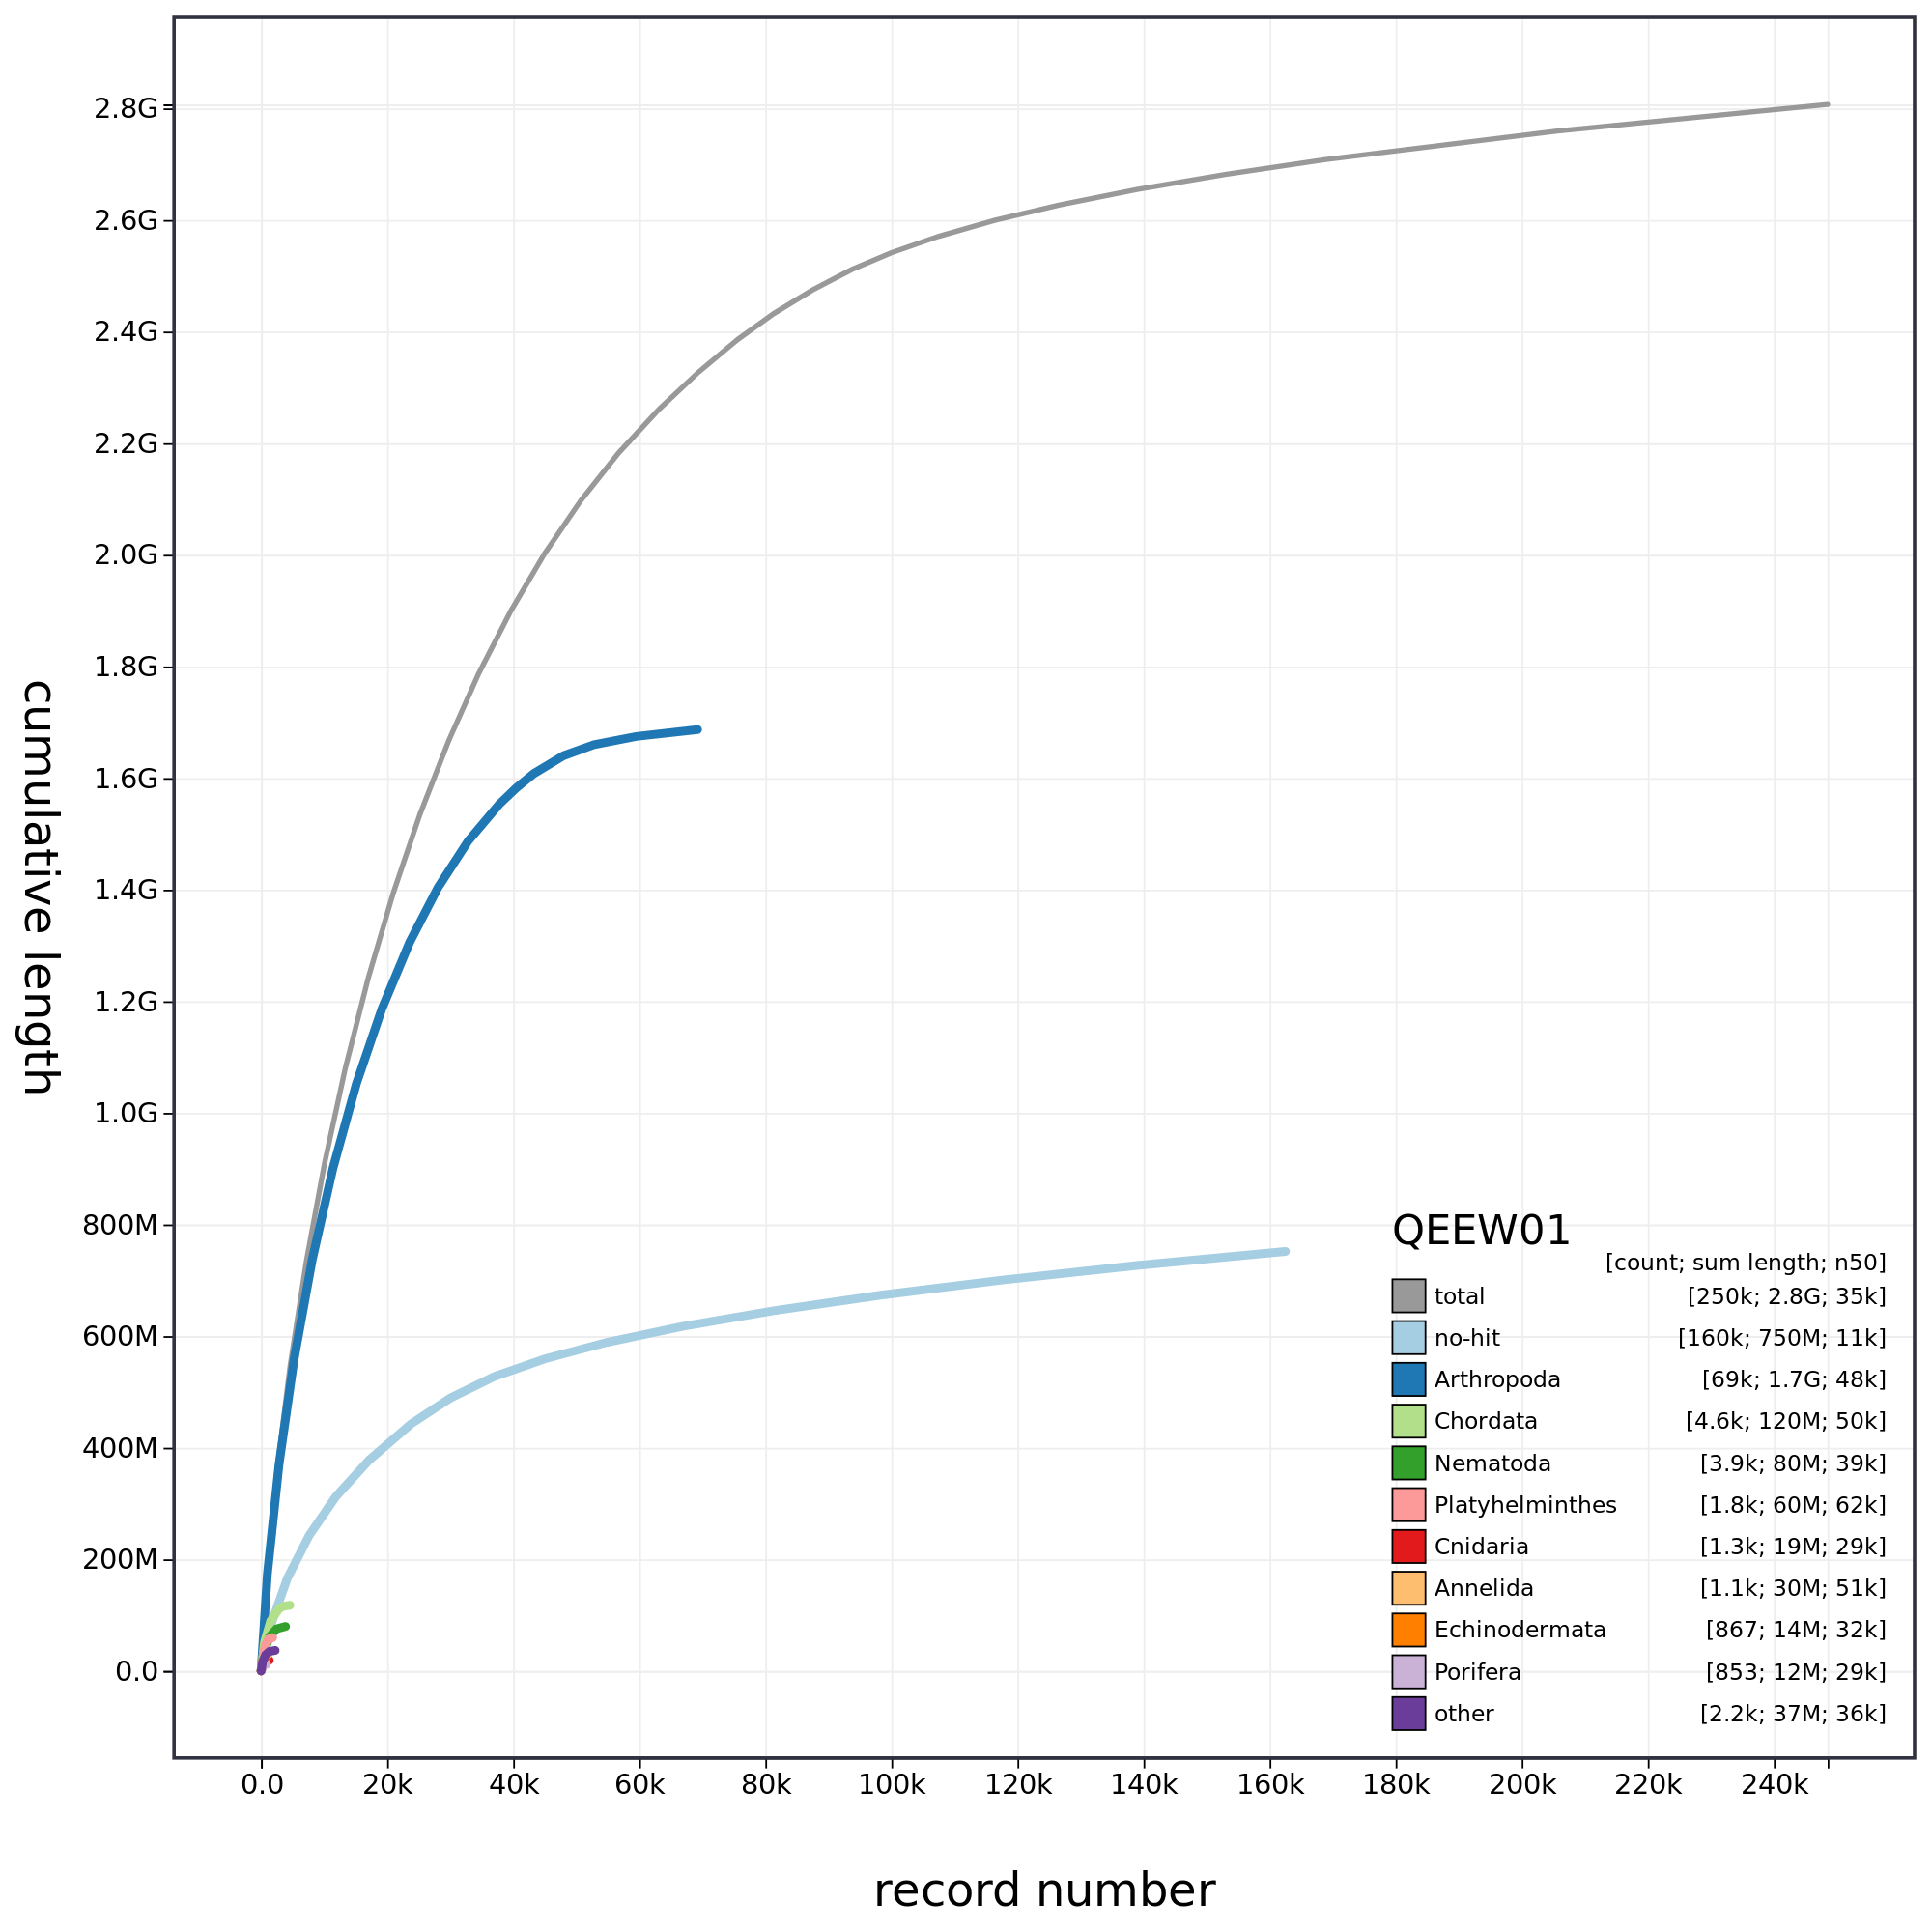 2.8G
2.6G
2.4G
2.2G
2.0G
1.8G
1.6G
1.4G
1.2G
1.0G
800M
600M
400M
200M
0.0
cumulative length
QEEW01
[count; sum length; n50]
total [250k; 2.8G; 35k]
no-hit [160k; 750M; 11k]
Arthropoda [69k; 1.7G; 48k]
Chordata [4.6k; 120M; 50k]
Nematoda [3.9k; 80M; 39k]
Platyhelminthes [1.8k; 60M; 62k]
Cnidaria [1.3k; 19M; 29k]
Annelida [1.1k; 30M; 51k]
Echinodermata [867; 14M; 32k]
Porifera [853; 12M; 29k]
other [2.2k; 37M; 36k]
0.0 20k 40k 60k 80k 100k 120k 140k 160k 180k 200k 220k 240k
record number